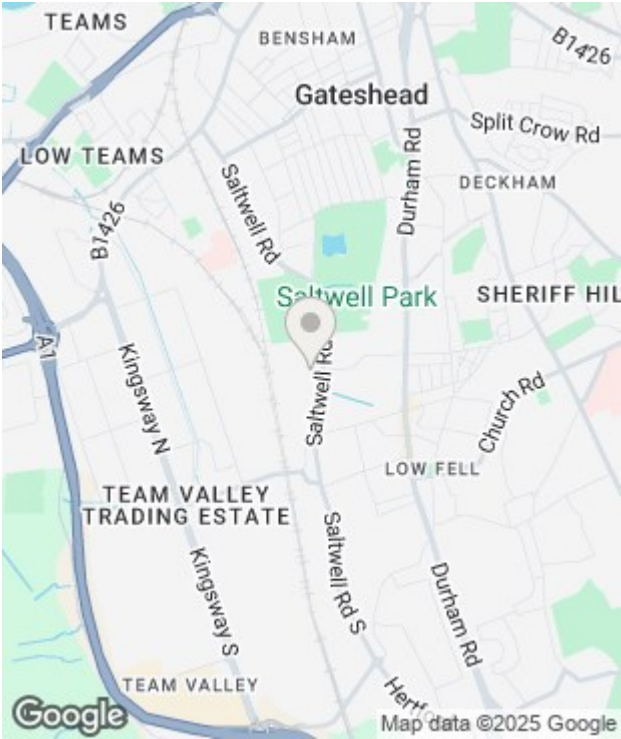 TEAMS
BENSHAM
B1426
Gateshead
Split Crow Rd
LOW TEAMS
Durham Rd
DECKHAM
Saltwell Rd
B1426
Saltwell Park
SHERIFF HIL
A1
Kingsway N
Saltwell Rd
Church Rd
LOW FELL
TEAM VALLEY
TRADING ESTATE
Saltwell Rd S
Kingsway S
Durham Rd
TEAM VALLEY
Google
Map data ©2025 Google